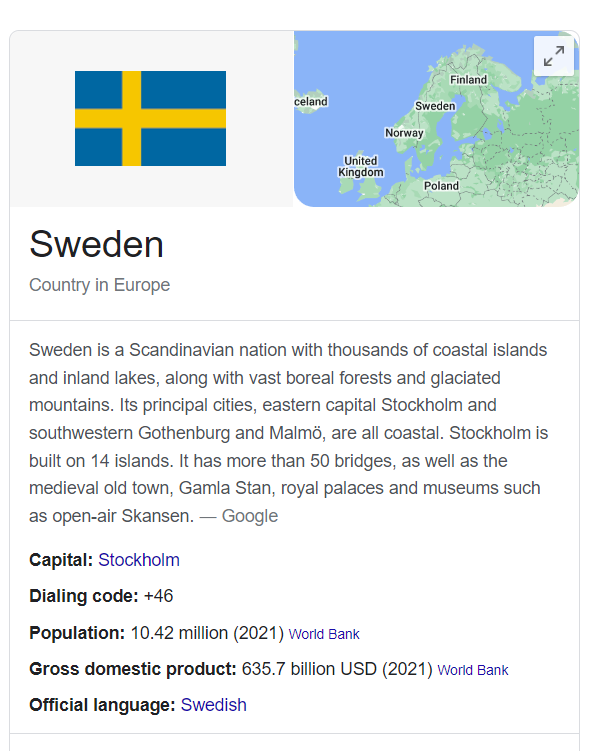 Finland
celand
Sweden
Norway
United
Kingdom
Poland
Sweden
Country in Europe
Sweden is a Scandinavian nation with thousands of coastal islands
and inland lakes, along with vast boreal forests and glaciated
mountains. Its principal cities, eastern capital Stockholm and
southwestern Gothenburg and Malmö, are all coastal. Stockholm is
built on 14 islands. It has more than 50 bridges, as well as the
medieval old town, Gamla Stan, royal palaces and museums such
as open-air Skansen. — Google
Capital: Stockholm
Dialing code: +46
Population: 10.42 million (2021) World Bank
Gross domestic product: 635.7 billion USD (2021) World Bank
Official language: Swedish